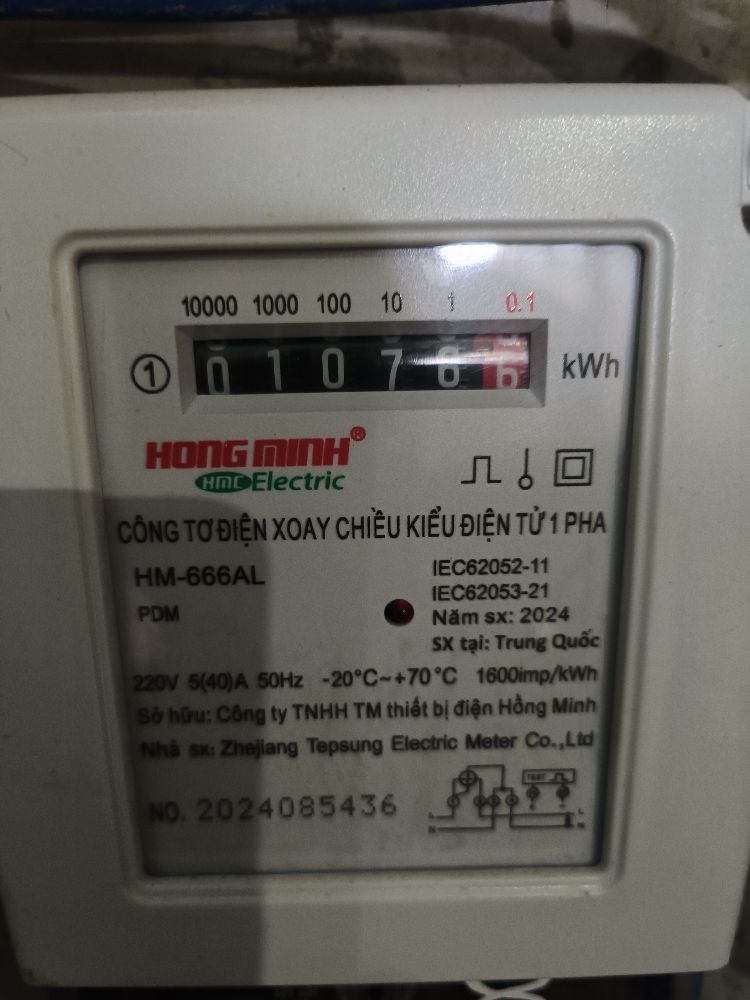 10000 1000 100 10 1 0.1
1 0 1 0 7 6 6 kWh
HONG MINH®
HMC Electric
CÔNG TƠ ĐIỆN XOAY CHIỀU KIỂU ĐIỆN TỬ 1 PHA
HM-666AL
PDM
IEC62052-11
IEC62053-21
Năm sx: 2024
SX tại: Trung Quốc
220V 5(40)A 50Hz -20°C~+70°C 1600imp/kWh
Sở hữu: Công ty TNHH TM thiết bị điện Hồng Minh
Nhà sx: Zhejiang Tepsung Electric Meter Co.,Ltd
NO. 2024085436
TEST
L N L N